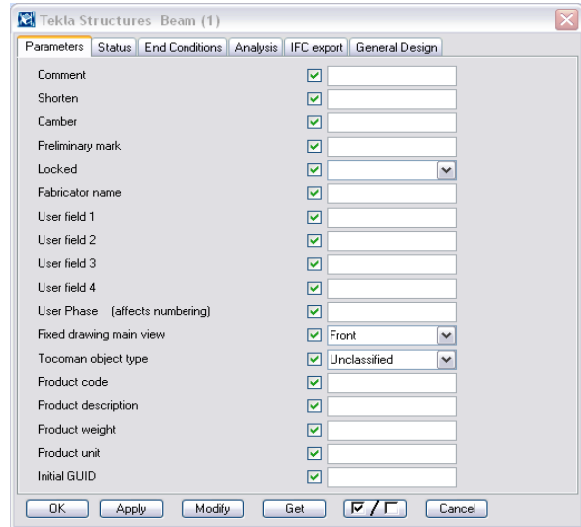 Tekla Structures Beam (1)
Parameters Status End Conditions Analysis IFC export General Design
Comment
Shorten
Camber
Preliminary mark
Locked
Fabricator name
User field 1
User field 2
User field 3
User field 4
User Phase (affects numbering)
Fixed drawing main view Front
Tocoman object type Unclassified
Product code
Product description
Product weight
Product unit
Initial GUID
OK Apply Modify Get / Cancel